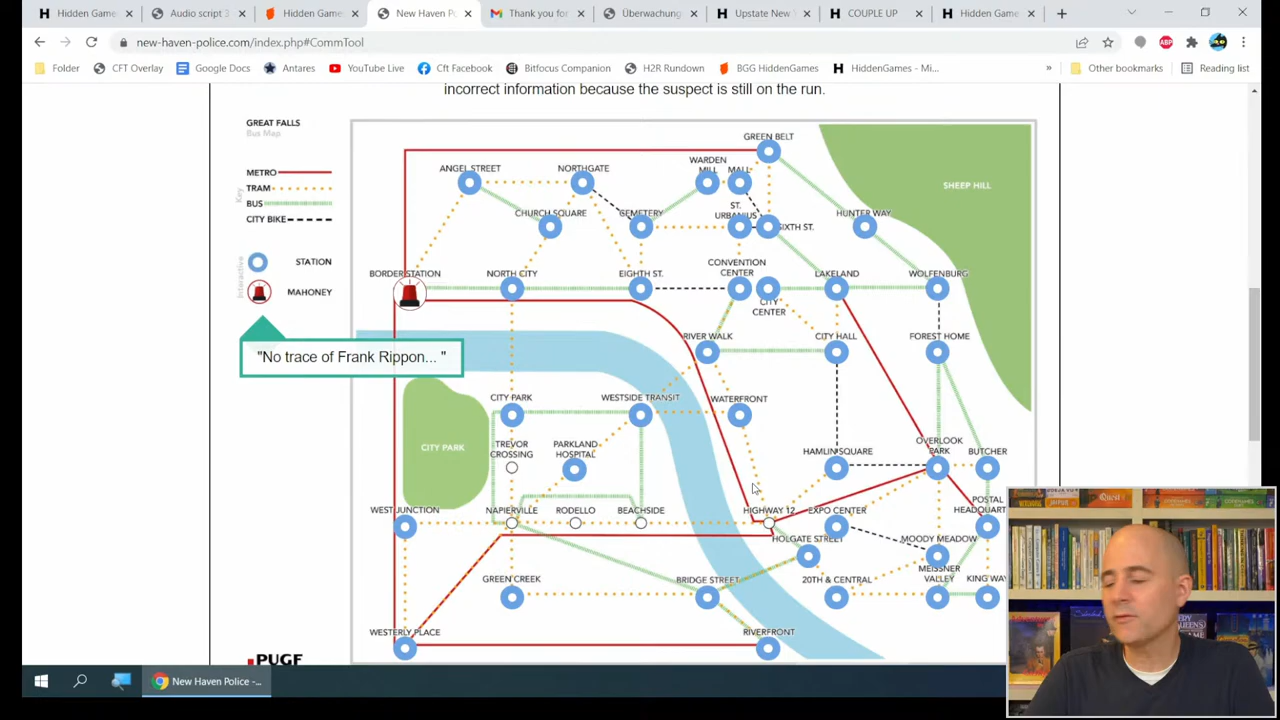 Hidden Game:
Audio script 3
Hidden Game:
New Haven P
Thank you for
Überwachung
Upstate New
COUPLE UP
Hidden Game:
new-haven-police.com/index.php#CommTool
Folder
CFT Overlay
Google Docs
Antares
YouTube Live
Cft Facebook
Bitfocus Companion
H2R Rundown
BGG HiddenGames
HiddenGames - Mi...
»
Other bookmarks
Reading list
incorrect information because the suspect is still on the run.
GREAT FALLS
Bus Map
Key
METRO
TRAM
BUS
CITY BIKE
Interactive
STATION
MAHONEY
"No trace of Frank Rippon... "
GREEN BELT
ANGEL STREET
NORTHGATE
WARDEN
MILL
MALL
SHEEP HILL
CHURCH SQUARE
CEMETERY
ST.
URBANIUS
SIXTH ST.
HUNTER WAY
BORDER STATION
NORTH CITY
EIGHTH ST.
CONVENTION
CENTER
CITY
CENTER
LAKELAND
WOLFENBURG
RIVER WALK
CITY HALL
FOREST HOME
CITY PARK
WESTSIDE TRANSIT
WATERFRONT
CITY PARK
TREVOR
CROSSING
PARKLAND
HOSPITAL
HAMLIN SQUARE
OVERLOOK
PARK
BUTCHER
WEST JUNCTION
NAPIERVILLE
RODELLO
BEACHSIDE
HIGHWAY 12
EXPO CENTER
POSTAL
HEADQUART
HOLGATE STREET
MOODY MEADOW
GREEN CREEK
BRIDGE STREET
20TH & CENTRAL
MEISSNER
VALLEY
KING WAY
WESTERLY PLACE
RIVERFRONT
PUGF
New Haven Police -...